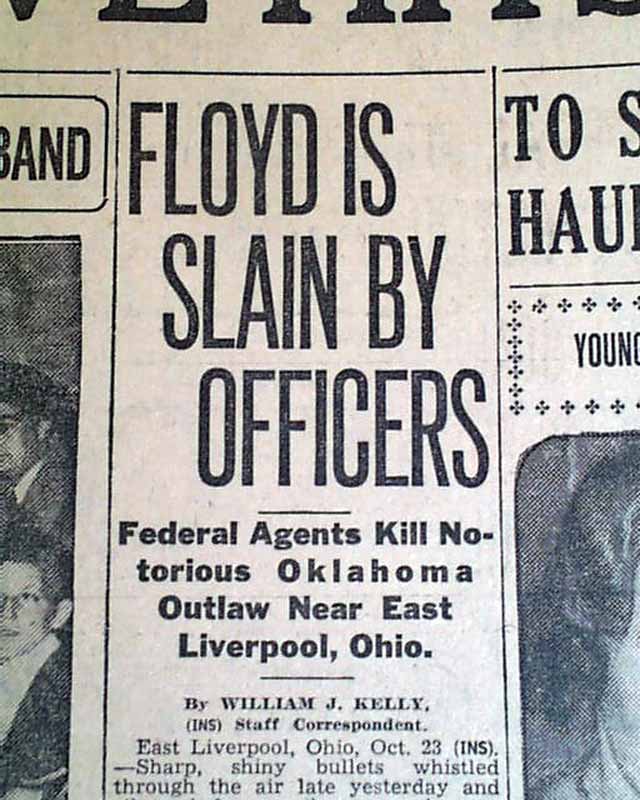 BAND
FLOYD IS
SLAIN BY
OFFICERS
Federal Agents Kill No-
torious Oklahoma
Outlaw Near East
Liverpool, Ohio.
By WILLIAM J. KELLY,
(INS) Staff Correspondent.
East Liverpool, Ohio, Oct. 23 (INS).
—Sharp, shiny bullets whistled
through the air late yesterday and
TO S
HAU
YOUNG